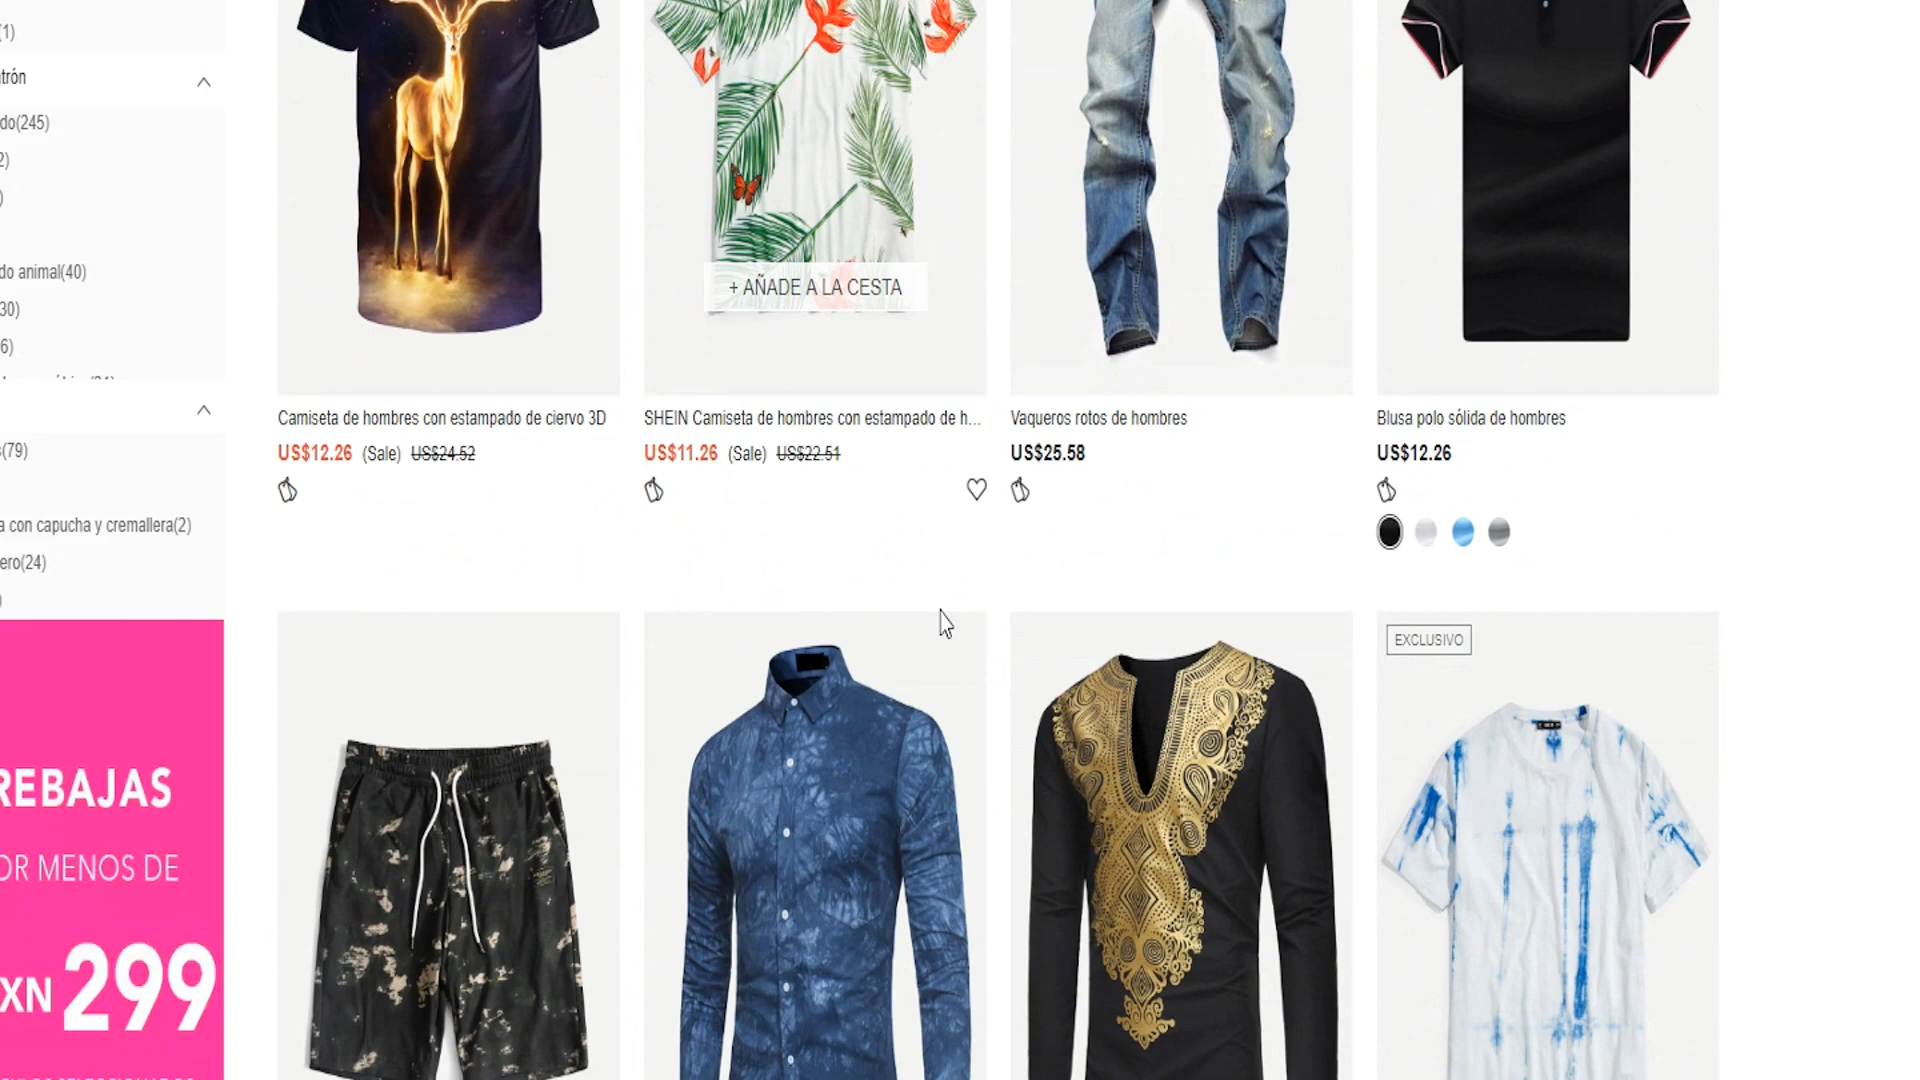 (1)
trón
do(245)
2)
)
do animal(40)
30)
6)
(79)
a con capucha y cremallera(2)
ero(24)
)
REBAJAS
OR MENOS DE
XN 299
+ AÑADE A LA CESTA
Camiseta de hombres con estampado de ciervo 3D
US$12.26 (Sale) US$24.52
SHEIN Camiseta de hombres con estampado de h...
US$11.26 (Sale) US$22.51
Vaqueros rotos de hombres
US$25.58
Blusa polo sólida de hombres
US$12.26
EXCLUSIVO